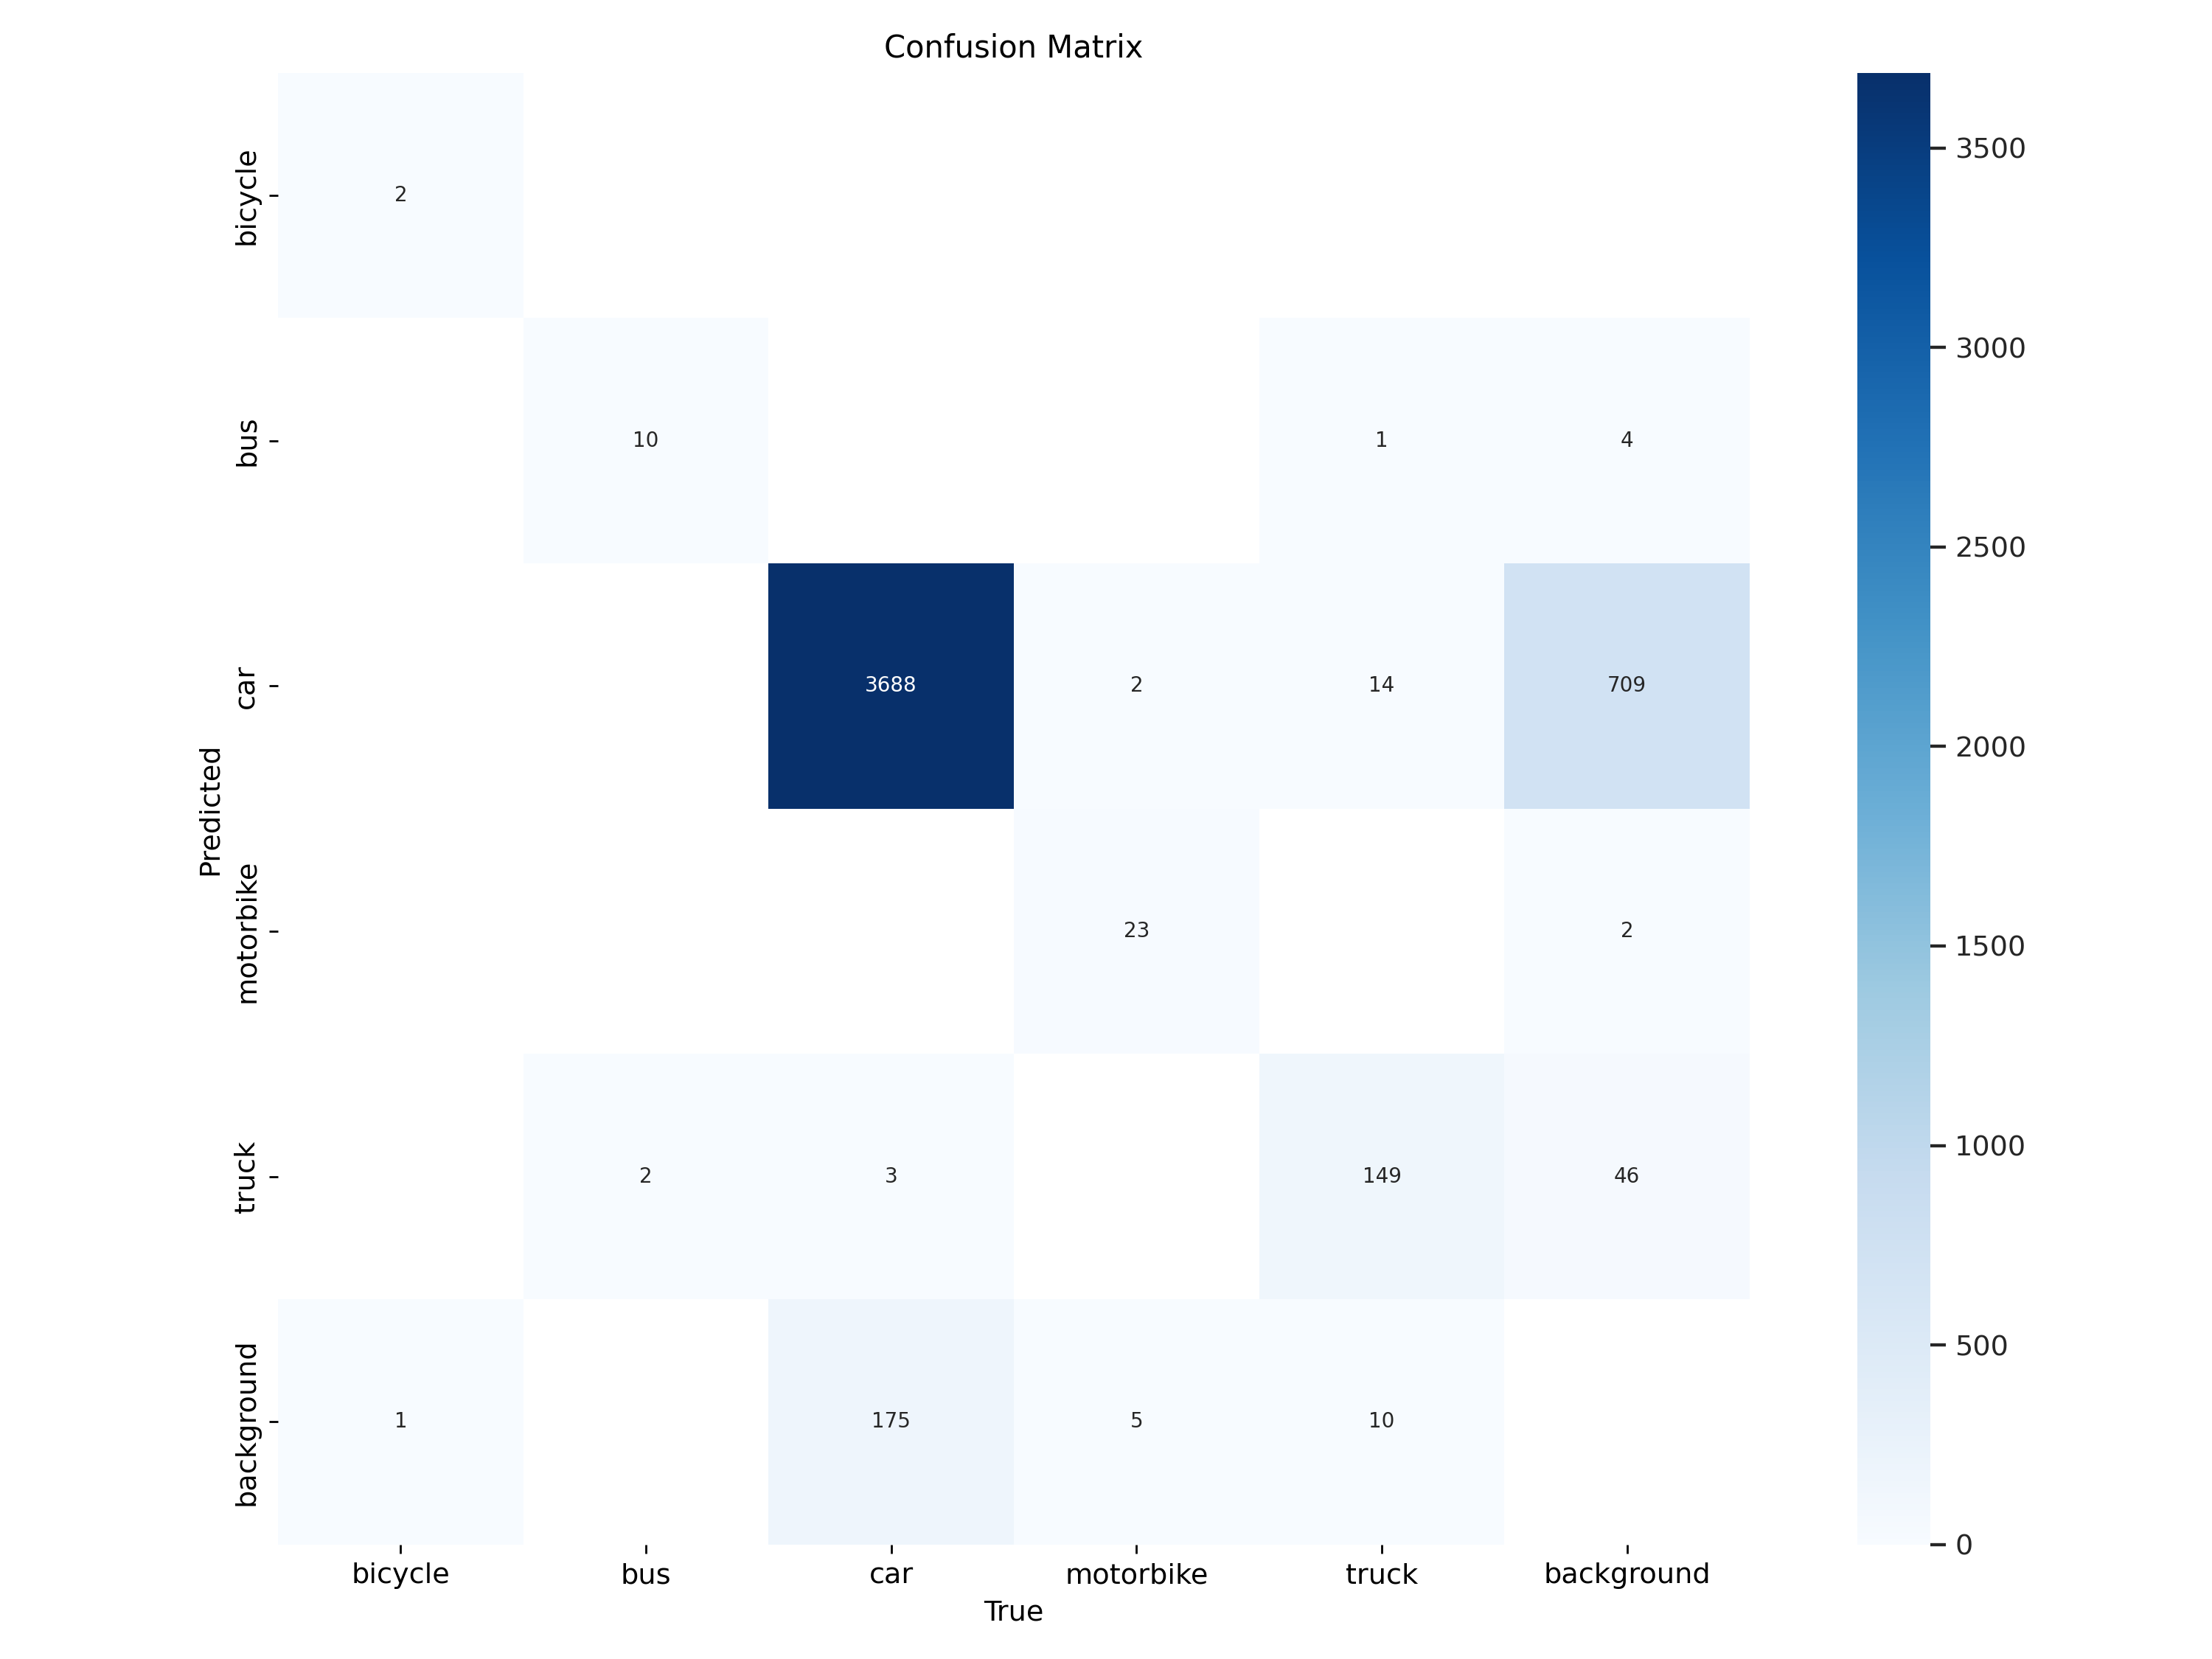 Confusion Matrix
Predicted
bicycle
2
bus
10 1 4
car
3688 2 14 709
motorbike
23 2
truck
2 3 149 46
background
1 175 5 10
bicycle bus car motorbike truck background
True
3500
3000
2500
2000
1500
1000
500
0